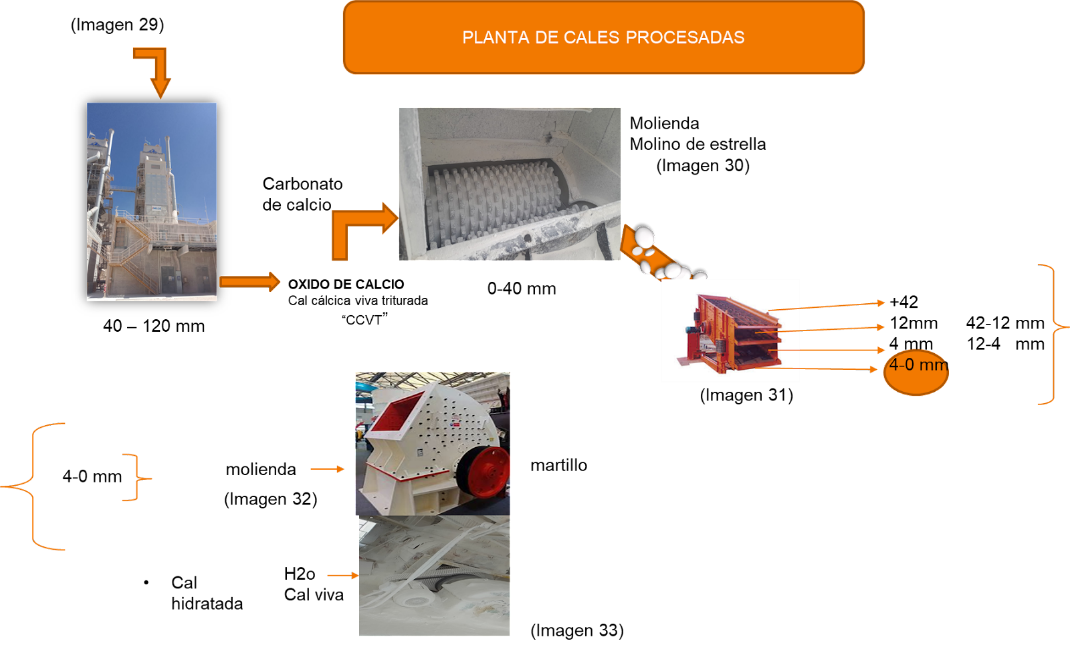 (Imagen 29)
PLANTA DE CALES PROCESADAS
Molienda
Molino de estrella
(Imagen 30)
Carbonato
de calcio
OXIDO DE CALCIO
Cal cálcica viva triturada
“CCVT”
0-40 mm
40 – 120 mm
+42
12mm
4 mm
4-0 mm
42-12 mm
12-4 mm
(Imagen 31)
4-0 mm
molienda
(Imagen 32)
martillo
• Cal
hidratada
H2o
Cal viva
(Imagen 33)